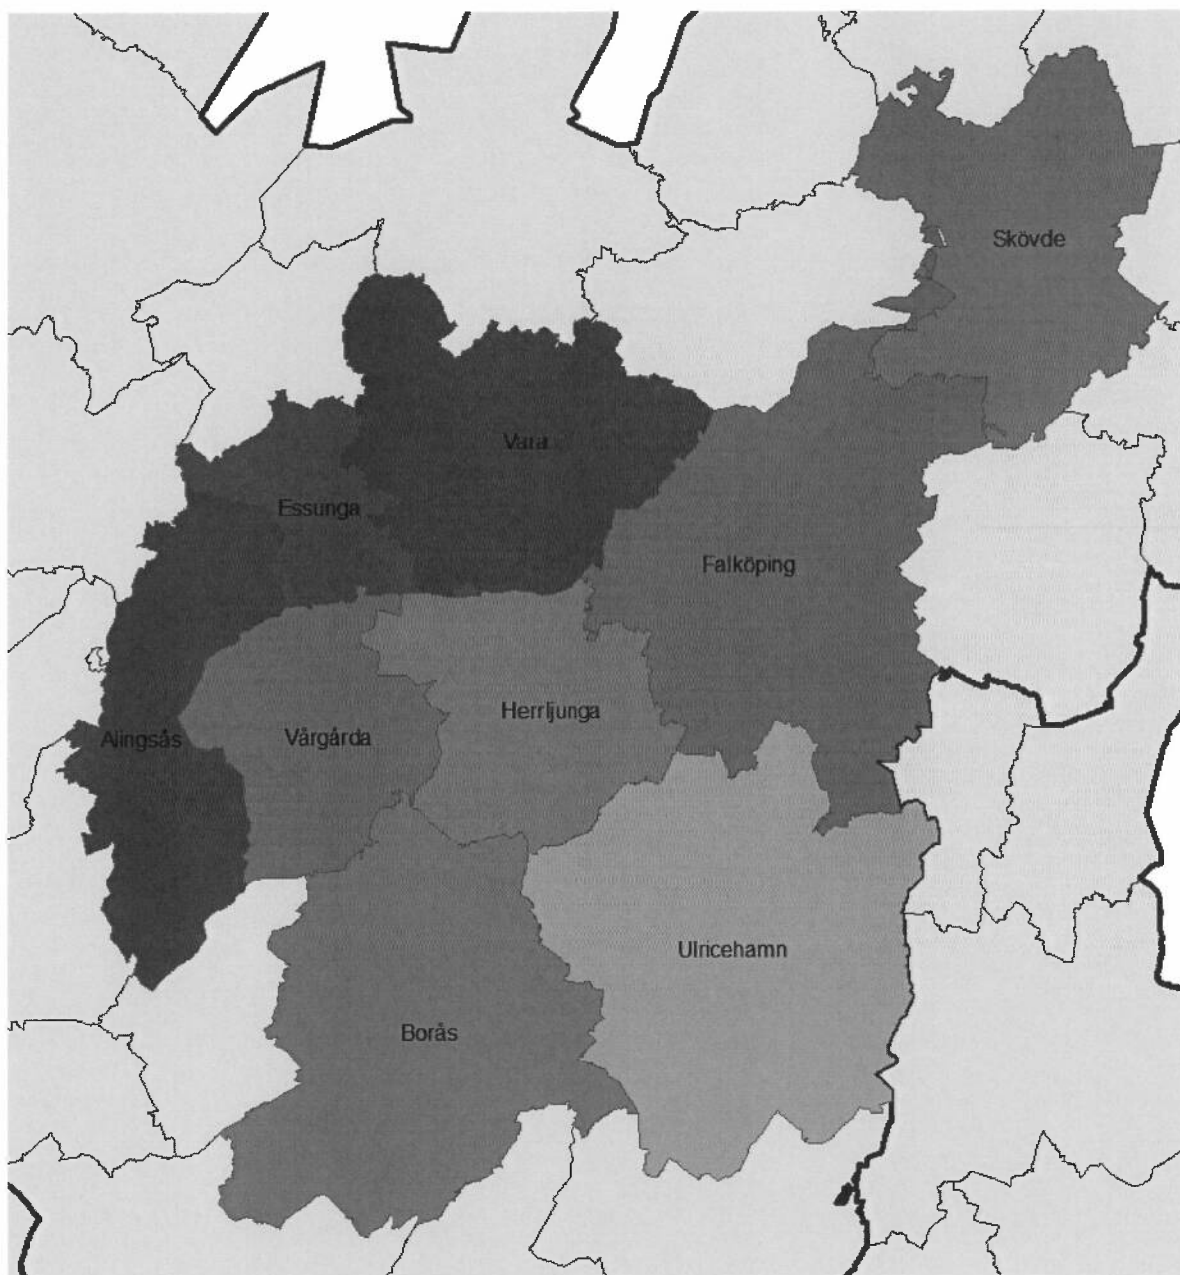 Skövde
Vara
Essunga
Falköping
Herrljunga
Alingsås
Vårgårda
Ulricehamn
Borås